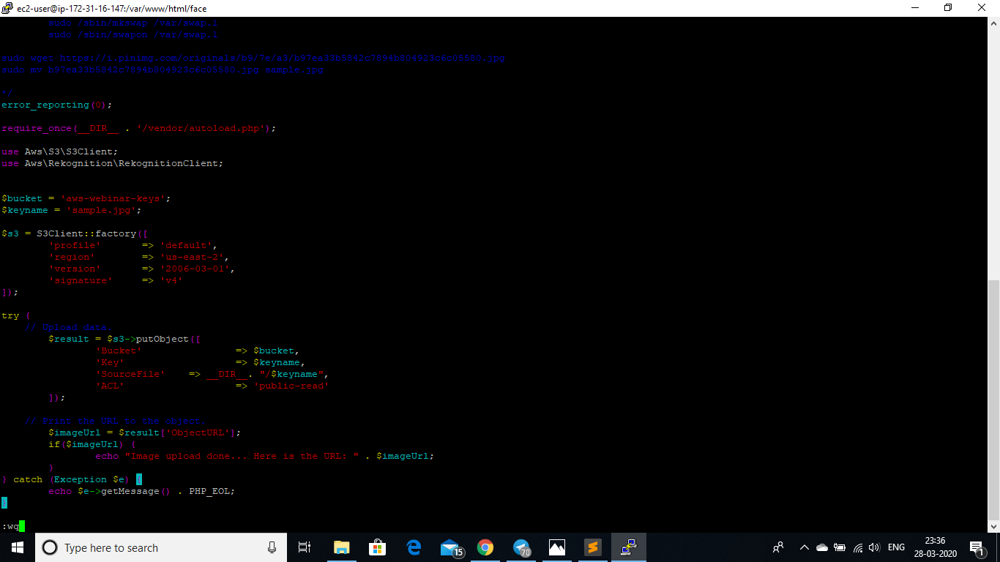 ec2-user@ip-172-31-16-147:/var/www/html/face
sudo /sbin/mkswap /var/swap.1
sudo /sbin/swapon /var/swap.1
sudo wget https://i.pinimg.com/originals/b9/7e/a3/b97ea33b5842c7894b804923c6c05580.jpg
sudo mv b97ea33b5842c7894b804923c6c05580.jpg sample.jpg
*/
error_reporting(0);
require_once(__DIR__ . '/vendor/autoload.php');
use Aws\S3\S3Client;
use Aws\Rekognition\RekognitionClient;
$bucket = 'aws-webinar-keys';
$keyname = 'sample.jpg';
$s3 = S3Client::factory([
'profile' => 'default',
'region' => 'us-east-2',
'version' => '2006-03-01',
'signature' => 'v4'
]);
try {
// Upload data.
$result = $s3->putObject([
'Bucket' => $bucket,
'Key' => $keyname,
'SourceFile' => __DIR__. "/$keyname",
'ACL' => 'public-read'
]);
// Print the URL to the object.
$imageUrl = $result['ObjectURL'];
if($imageUrl) {
echo "Image upload done... Here is the URL: " . $imageUrl;
}
} catch (Exception $e) {
echo $e->getMessage() . PHP_EOL;
}
:wq
Type here to search
15
70
ENG
23:36
28-03-2020
1